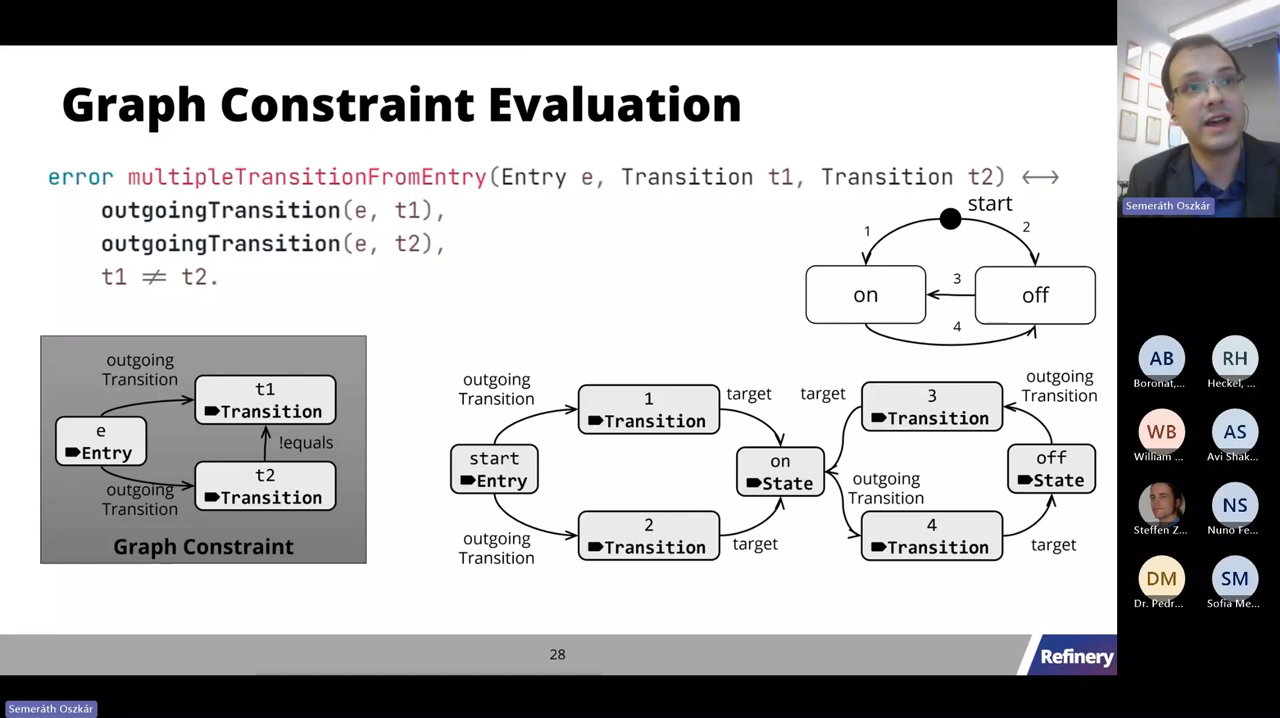 Graph Constraint Evaluation
error multipleTransitionFromEntry(Entry e, Transition t1, Transition t2) <->
outgoingTransition(e, t1),
outgoingTransition(e, t2),
t1 ≠ t2.
start
1
2
on
3
off
4
outgoing
Transition
t1
Transition
e
Entry
!equals
t2
Transition
outgoing
Transition
Graph Constraint
outgoing
Transition
1
Transition
target
start
Entry
on
State
outgoing
Transition
2
Transition
target
target
3
Transition
outgoing
Transition
off
State
outgoing
Transition
4
Transition
target
28
Refinery
Semeráth Oszkár
AB
Boronat,...
RH
Heckel, ...
WB
William ...
AS
Avi Shak...
Steffen Z...
NS
Nuno Fe...
DM
Dr. Pedr...
SM
Sofia Me...
Semeráth Oszkár